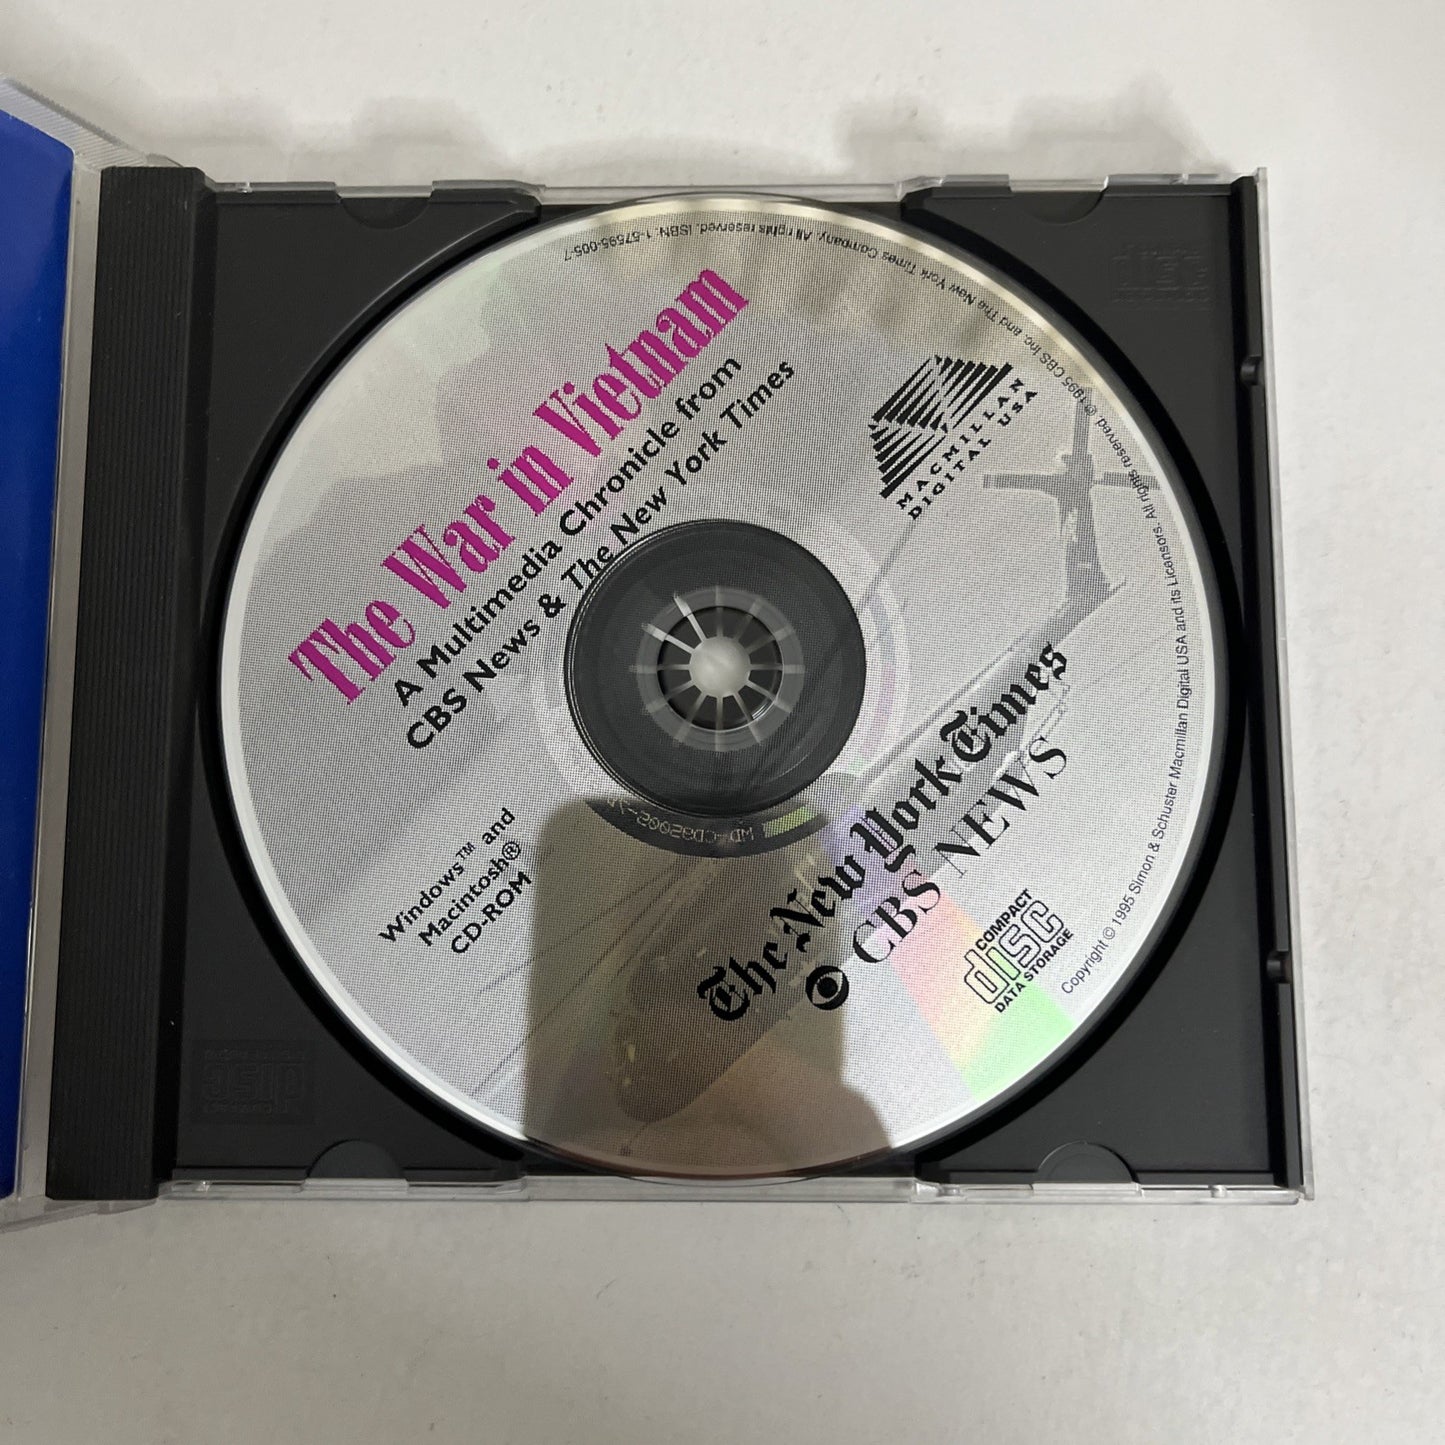 The War in Vietnam
A Multimedia Chronicle from
CBS News & The New York Times
MACMILLAN
DIGITAL USA
Windows™ and
Macintosh®
CD-ROM
The New York Times
CBS NEWS
COMPACT
disc
DATA STORAGE
Copyright © 1995 Simon & Schuster Macmillan Digital USA and its Licensors. All rights reserved. ℗ 1995 CBS Inc. and The New York Times Company. All rights reserved. ISBN: 1-57595-005-7